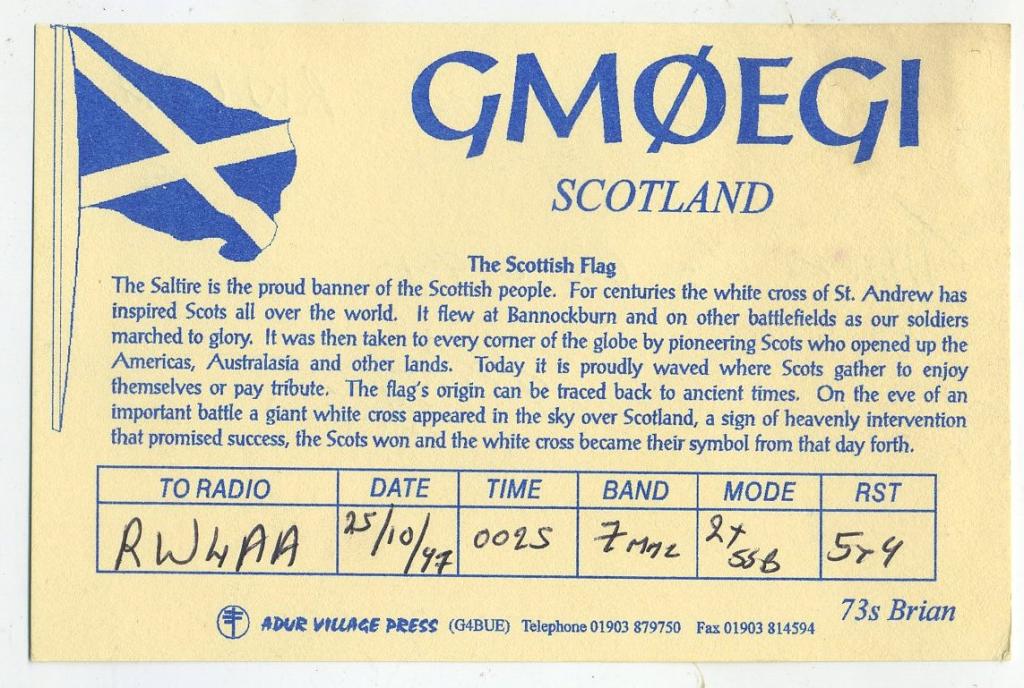 GMØEGI
SCOTLAND
The Scottish Flag
The Saltire is the proud banner of the Scottish people. For centuries the white cross of St. Andrew has
inspired Scots all over the world. It flew at Bannockburn and on other battlefields as our soldiers
marched to glory. It was then taken to every corner of the globe by pioneering Scots who opened up the
Americas, Australasia and other lands. Today it is proudly waved where Scots gather to enjoy
themselves or pay tribute. The flag's origin can be traced back to ancient times. On the eve of an
important battle a giant white cross appeared in the sky over Scotland, a sign of heavenly intervention
that promised success, the Scots won and the white cross became their symbol from that day forth.
TO RADIO DATE TIME BAND MODE RST
RW4AA 25/10/97 0025 7MHz 2x SSB 5x9
73s Brian
ADUR VILLAGE PRESS (G4BUE) Telephone 01903 879750 Fax 01903 814594